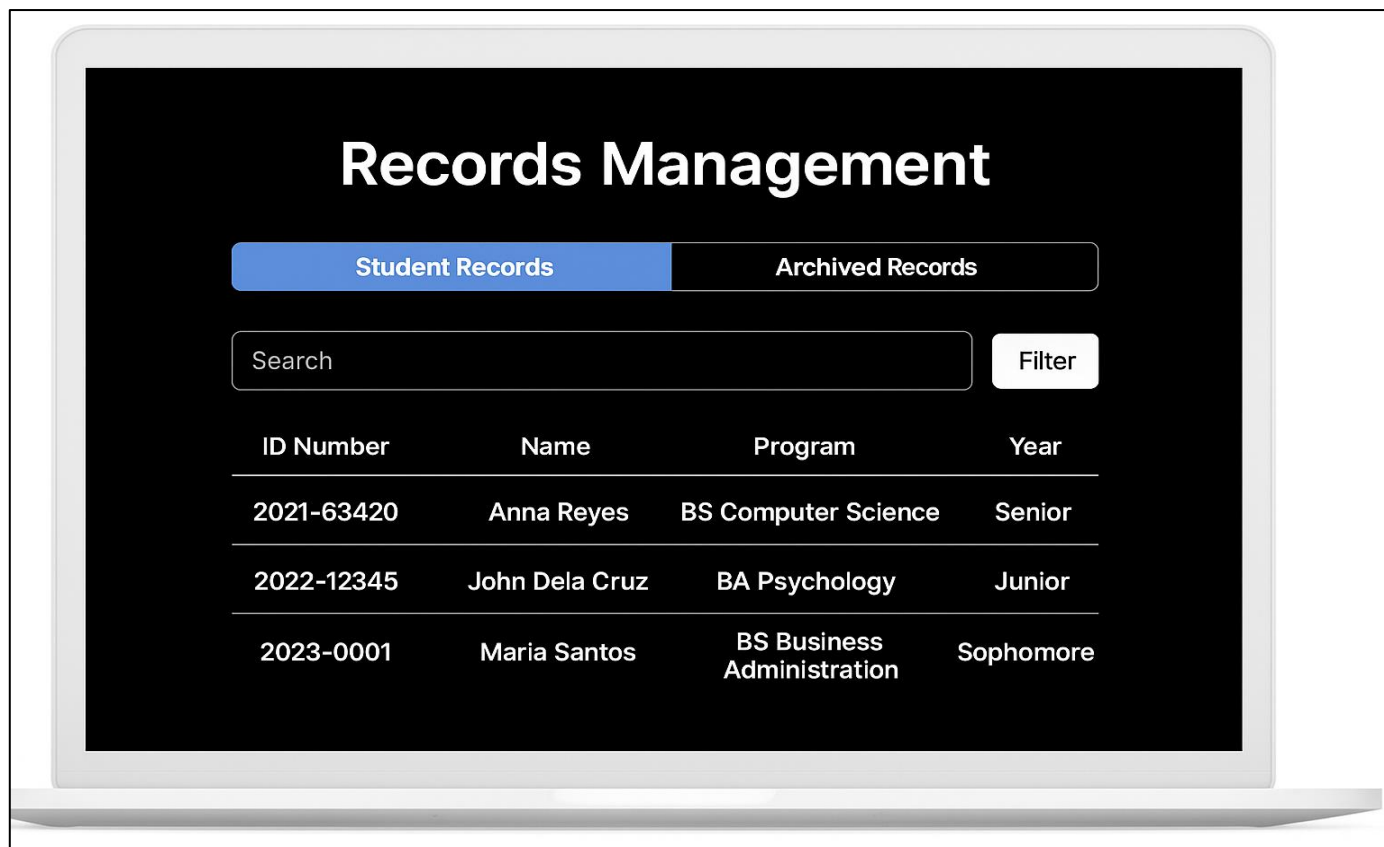 Records Management
Student Records Archived Records
Search Filter
ID Number Name Program Year
2021-63420 Anna Reyes BS Computer Science Senior
2022-12345 John Dela Cruz BA Psychology Junior
2023-0001 Maria Santos BS Business Administration Sophomore